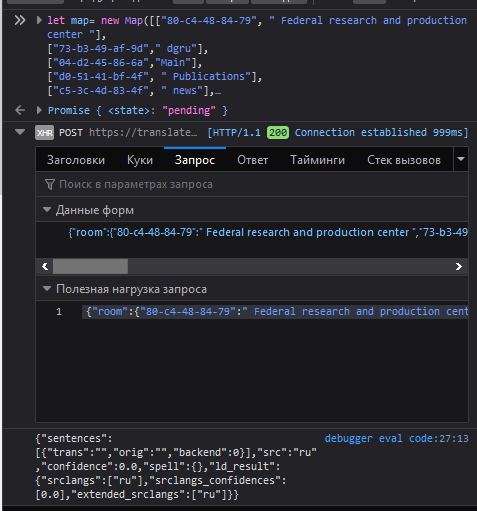 let map= new Map([["80-c4-48-84-79", " Federal research and production
center "],
["73-b3-49-af-9d"," dgru"],
["04-d2-45-86-6a","Main"],
["d0-51-41-bf-4f", " Publications"],
["c5-3c-4d-83-4f", " news"],…
Promise { <state>: "pending" }
XHR POST https://translate… [HTTP/1.1 200 Connection established 999ms]
Заголовки Куки Запрос Ответ Тайминги Стек вызовов
Поиск в параметрах запроса
Данные форм
{"room":{"80-c4-48-84-79":" Federal research and production center ","73-b3-49
Полезная нагрузка запроса
1 {"room":{"80-c4-48-84-79":" Federal research and production cent
{"sentences": debugger eval code:27:13
[{"trans":"","orig":"","backend":0}],"src":"ru"
,"confidence":0.0,"spell":{},"ld_result":
{"srclangs":["ru"],"srclangs_confidences":
[0.0],"extended_srclangs":["ru"]}}